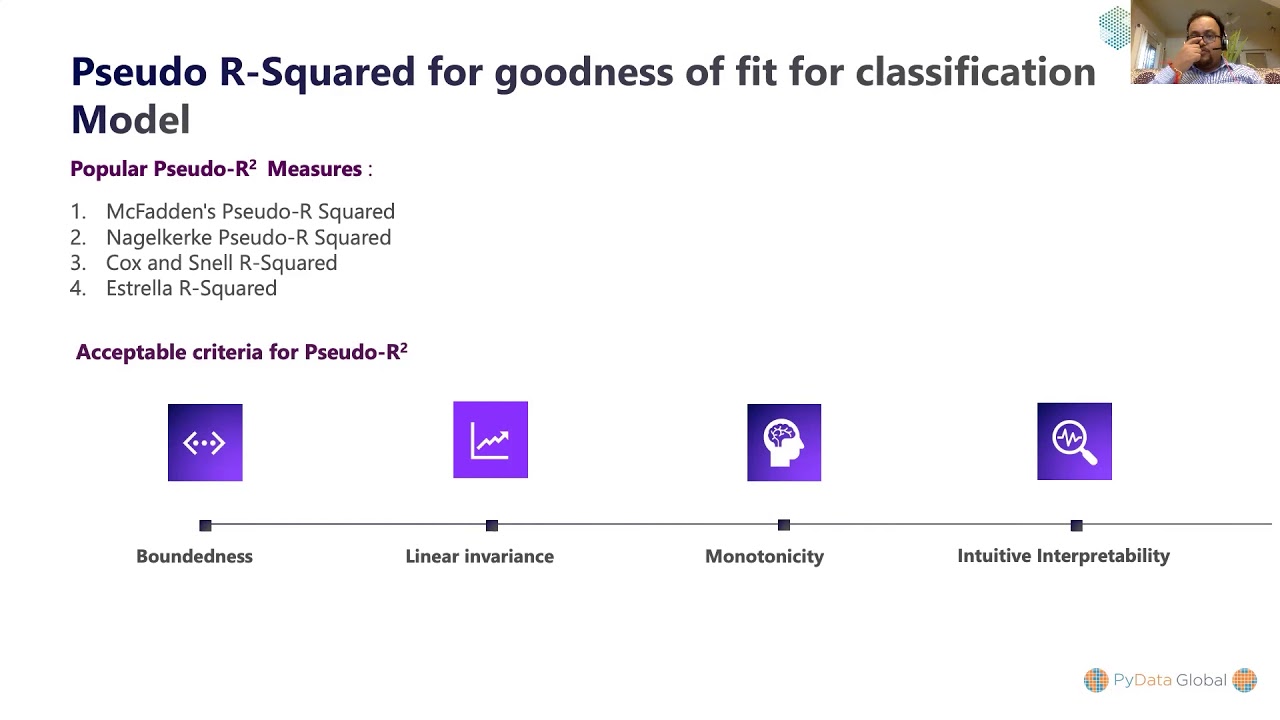 Pseudo R-Squared for goodness of fit for classification
Model
Popular Pseudo-R² Measures :
1. McFadden's Pseudo-R Squared
2. Nagelkerke Pseudo-R Squared
3. Cox and Snell R-Squared
4. Estrella R-Squared
Acceptable criteria for Pseudo-R²
Boundedness
Linear invariance
Monotonicity
Intuitive Interpretability
PyData Global